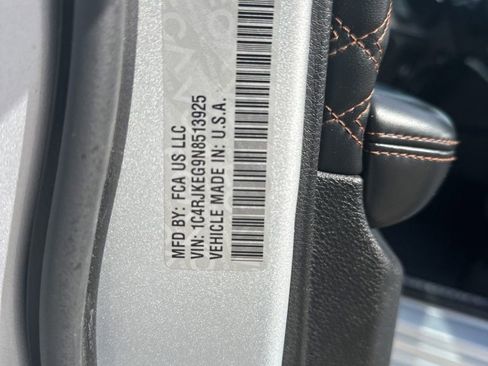 MFD BY: FCA US LLC
VIN: 1C4RJKEG9N8513925
VEHICLE MADE IN: U.S.A.